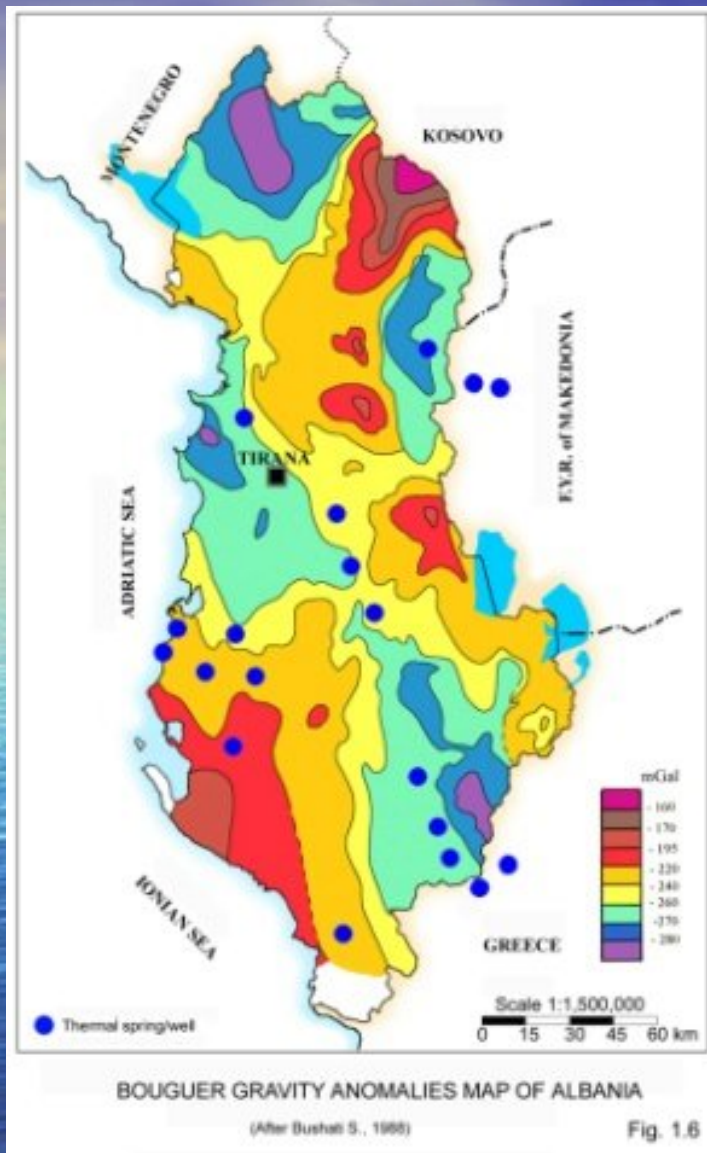 MONTENEGRO
KOSOVO
F.Y.R. of MAKEDONIA
TIRANA
ADRIATIC SEA
mGal
- 160
- 170
- 195
- 220
- 240
- 260
-270
- 280
IONIAN SEA
GREECE
Thermal spring/well
Scale 1:1,500,000
0 15 30 45 60 km
BOUGUER GRAVITY ANOMALIES MAP OF ALBANIA
(After Bushati S., 1988)
Fig. 1.6